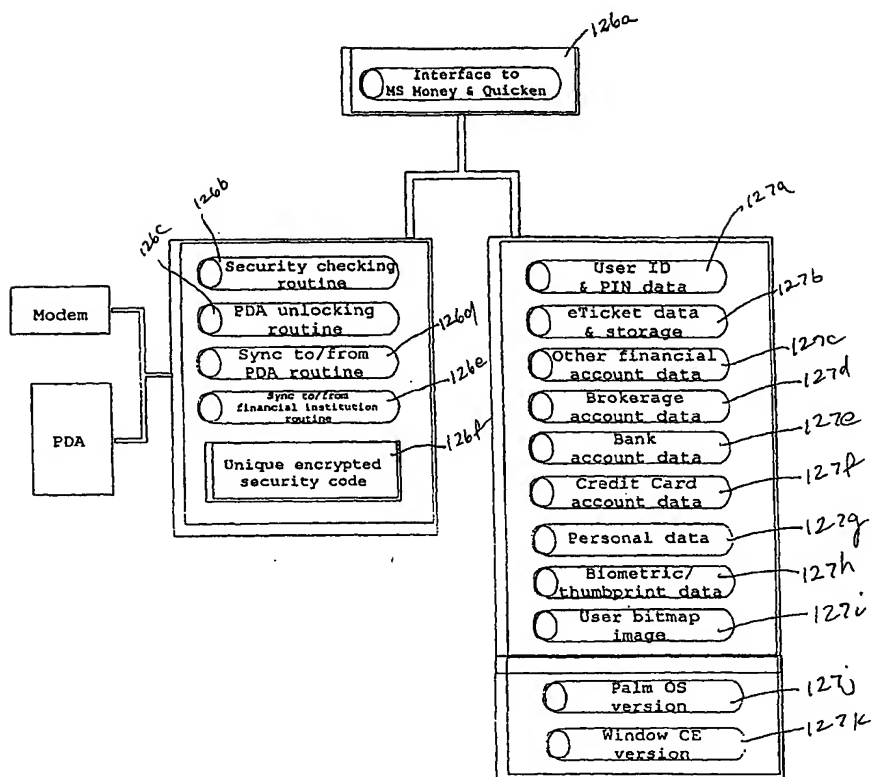 126a
Interface to
MS Money & Quicken
126b
126c
Security checking
routine
PDA unlocking
routine
126d
Sync to/from
PDA routine
126e
Sync to/from
financial institution
routine
126f
Unique encrypted
security code
Modem
PDA
127a
User ID
& PIN data
127b
eTicket data
& storage
127c
Other financial
account data
127d
Brokerage
account data
127e
Bank
account data
127f
Credit Card
account data
127g
Personal data
127h
Biometric/
thumbprint data
127i
User bitmap
image
127j
Palm OS
version
127k
Window CE
version